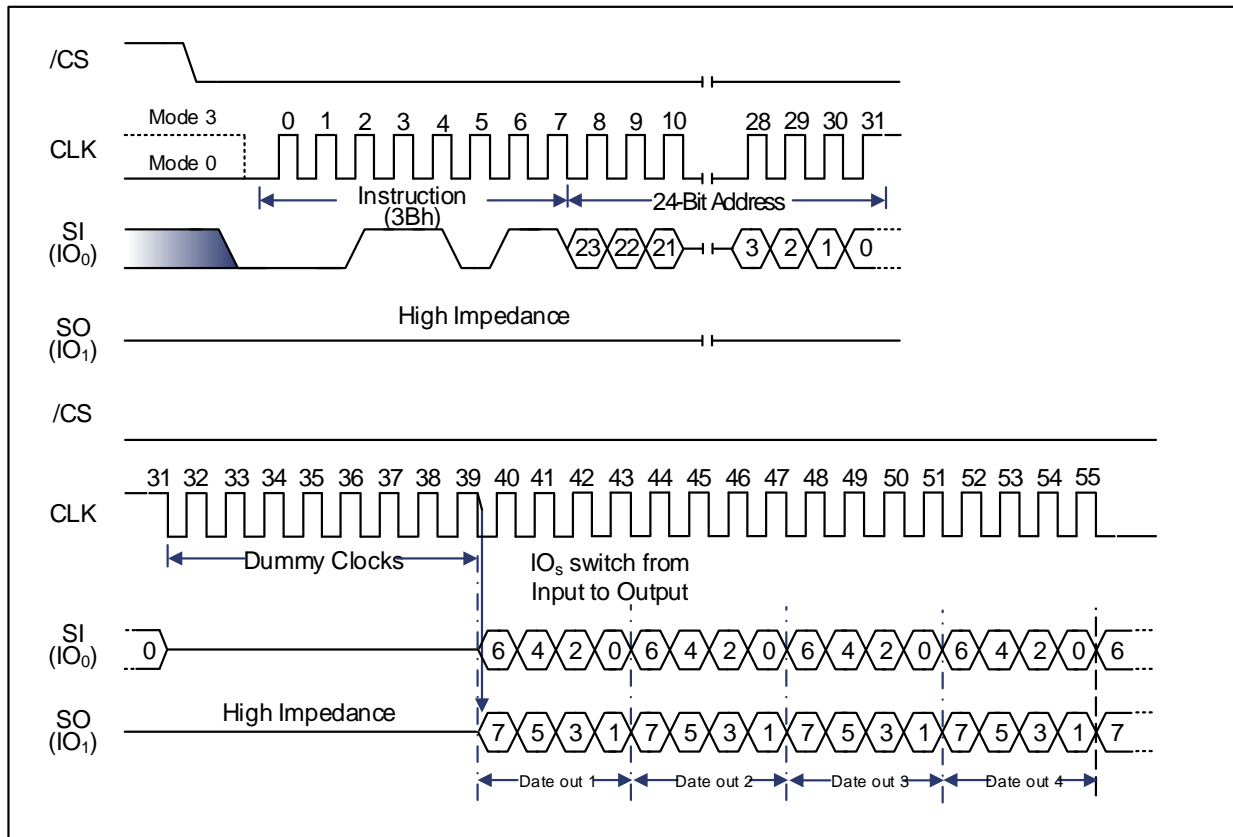 /CS
Mode 3
CLK
Mode 0
0 1 2 3 4 5 6 7 8 9 10 28 29 30 31
Instruction
(3Bh)
24-Bit Address
SI
(IO0)
23 22 21 3 2 1 0
High Impedance
SO
(IO1)
/CS
31 32 33 34 35 36 37 38 39 40 41 42 43 44 45 46 47 48 49 50 51 52 53 54 55
CLK
Dummy Clocks
IOs switch from
Input to Output
SI
(IO0)
0 6 4 2 0 6 4 2 0 6 4 2 0 6 4 2 0 6
High Impedance
SO
(IO1)
7 5 3 1 7 5 3 1 7 5 3 1 7 5 3 1 7
Date out 1 Date out 2 Date out 3 Date out 4